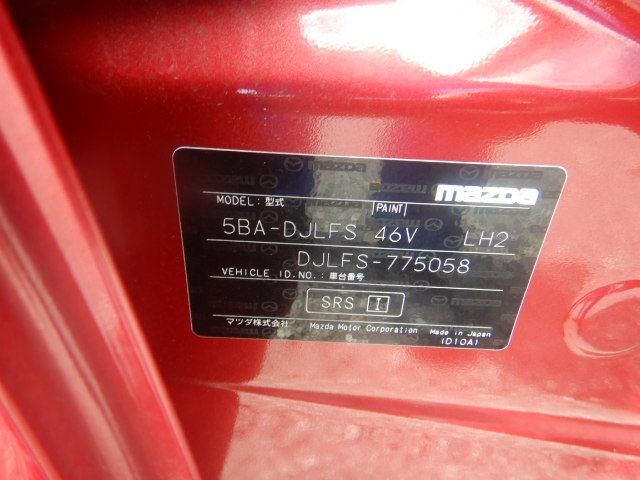 mazda
MODEL:型式 PAINT
5BA-DJLFS 46V LH2
DJLFS-775058
VEHICLE ID.NO.:車台番号
SRS I
マツダ株式会社 Mazda Motor Corporation Made in Japan
(D10A)